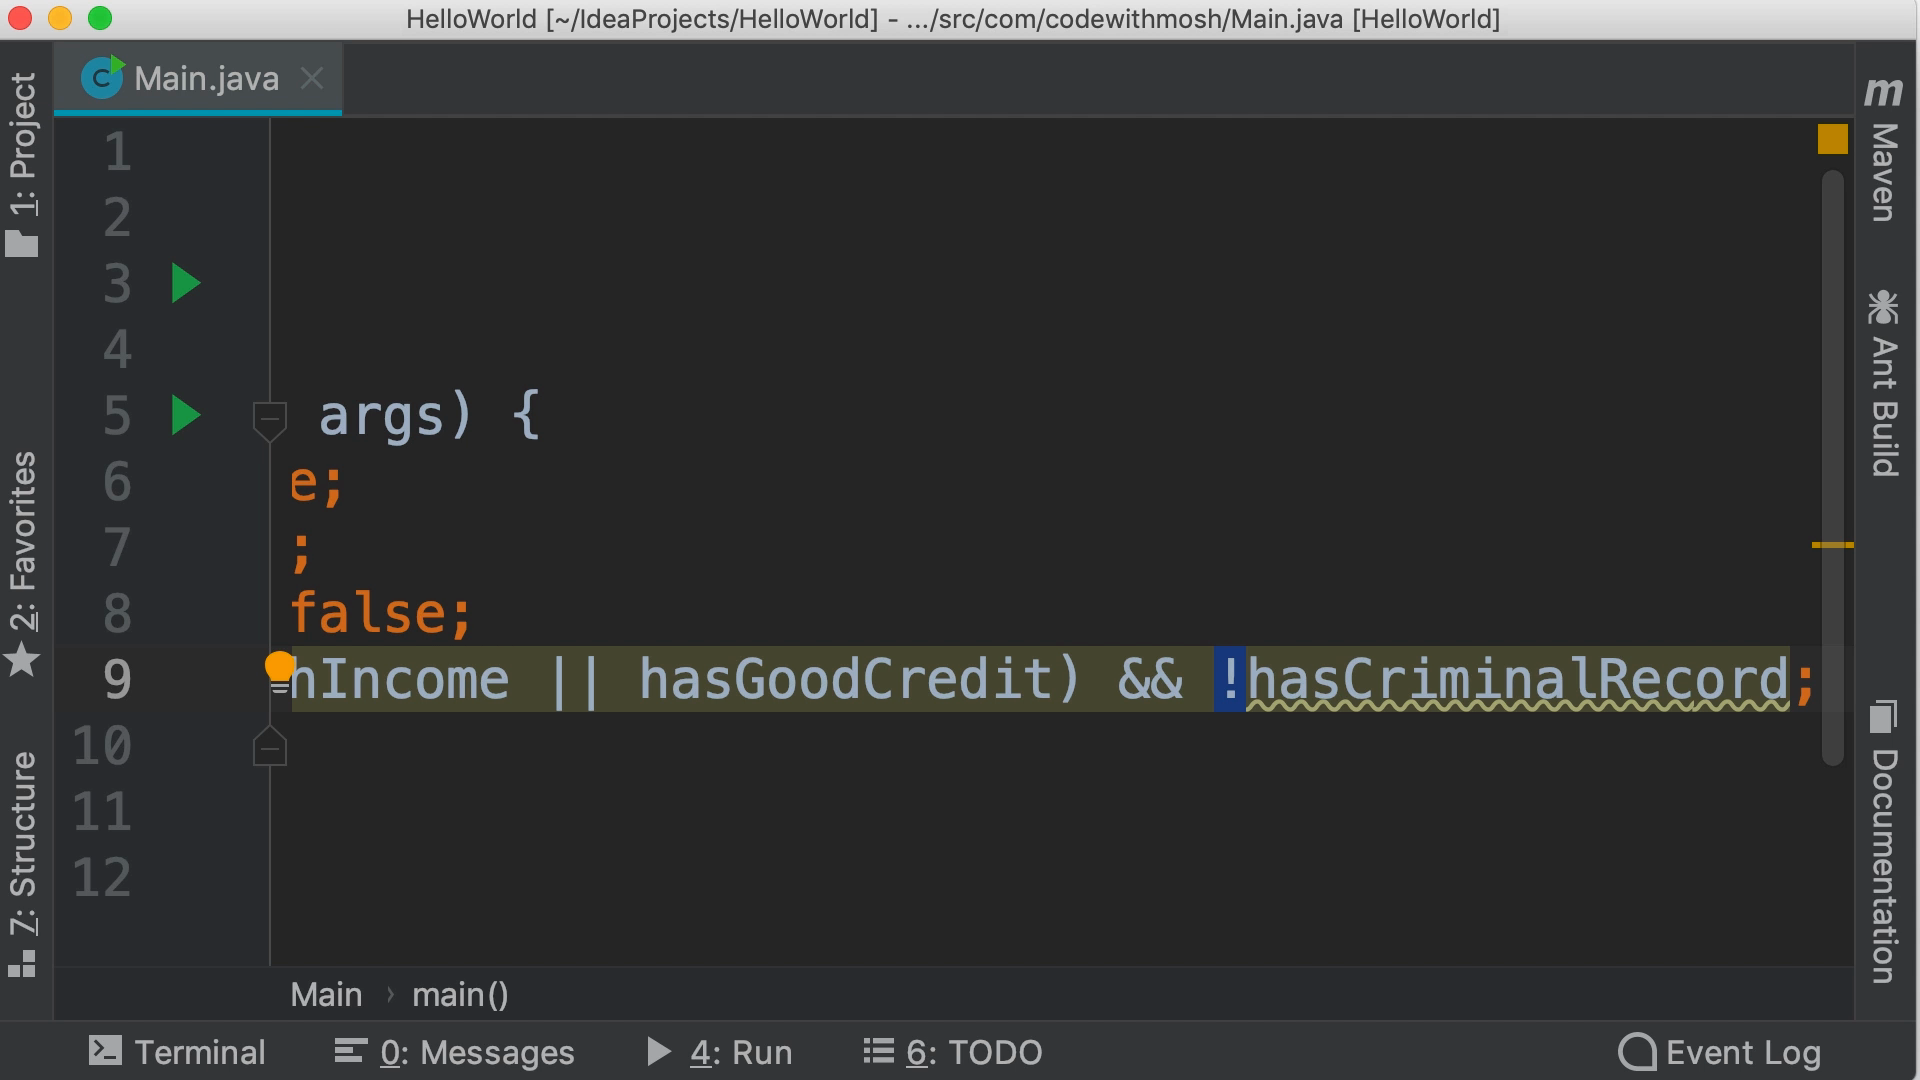 HelloWorld [~/IdeaProjects/HelloWorld] - .../src/com/codewithmosh/Main.java [HelloWorld]
Main.java
1: Project
2: Favorites
7: Structure
1
2
3
4
5 args) {
6 e;
7 ;
8 false;
9 hIncome || hasGoodCredit) && !hasCriminalRecord;
10
11
12
m Maven
Ant Build
Documentation
Main › main()
Terminal 0: Messages 4: Run 6: TODO Event Log